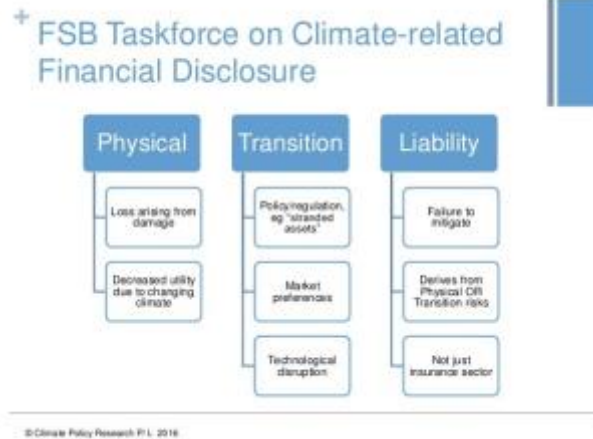 +
FSB Taskforce on Climate-related
Financial Disclosure
Physical
Loss arising from
damage
Decreased utility
due to changing
climate
Transition
Policy/regulation,
eg "stranded
assets"
Market
preferences
Technological
disruption
Liability
Failure to
mitigate
Derives from
Physical OR
Transition risks
Not just
insurance sector
© Climate Policy Research P/L 2016